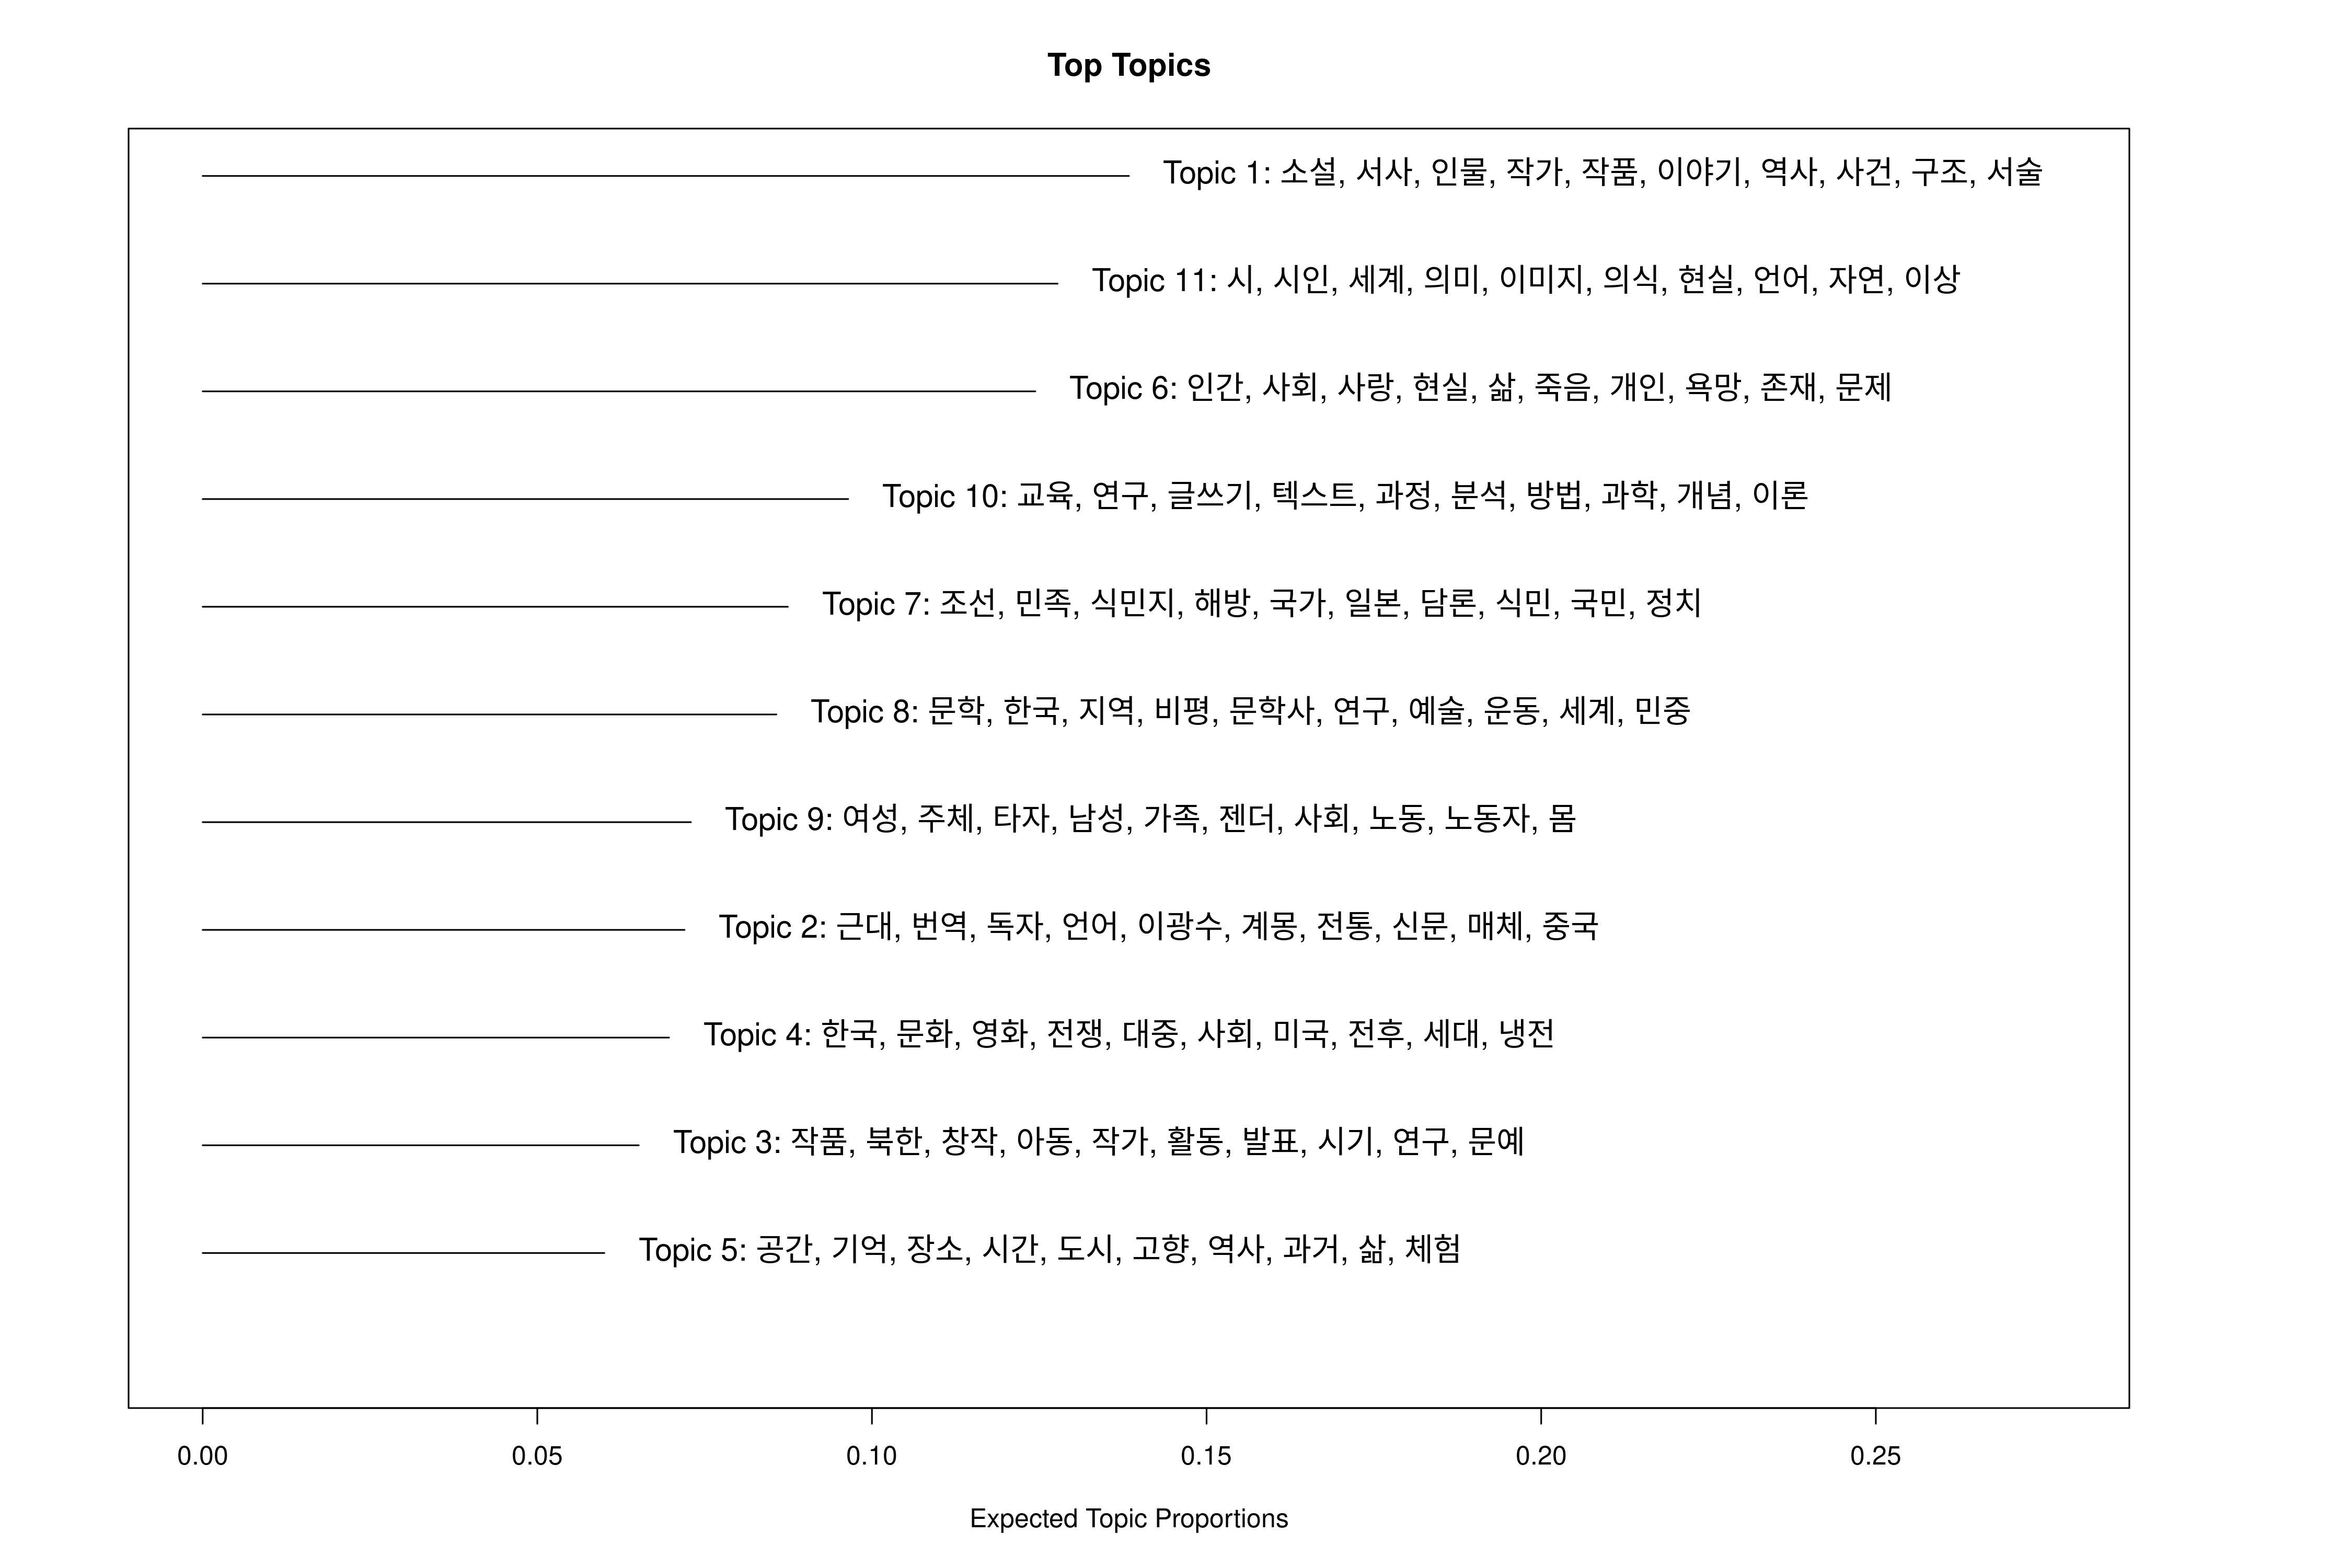 Top Topics
Topic 1: 소설, 서사, 인물, 작가, 작품, 이야기, 역사, 사건, 구조, 서술
Topic 11: 시, 시인, 세계, 의미, 이미지, 의식, 현실, 언어, 자연, 이상
Topic 6: 인간, 사회, 사랑, 현실, 삶, 죽음, 개인, 욕망, 존재, 문제
Topic 10: 교육, 연구, 글쓰기, 텍스트, 과정, 분석, 방법, 과학, 개념, 이론
Topic 7: 조선, 민족, 식민지, 해방, 국가, 일본, 담론, 식민, 국민, 정치
Topic 8: 문학, 한국, 지역, 비평, 문학사, 연구, 예술, 운동, 세계, 민중
Topic 9: 여성, 주체, 타자, 남성, 가족, 젠더, 사회, 노동, 노동자, 몸
Topic 2: 근대, 번역, 독자, 언어, 이광수, 계몽, 전통, 신문, 매체, 중국
Topic 4: 한국, 문화, 영화, 전쟁, 대중, 사회, 미국, 전후, 세대, 냉전
Topic 3: 작품, 북한, 창작, 아동, 작가, 활동, 발표, 시기, 연구, 문예
Topic 5: 공간, 기억, 장소, 시간, 도시, 고향, 역사, 과거, 삶, 체험
0.00 0.05 0.10 0.15 0.20 0.25
Expected Topic Proportions